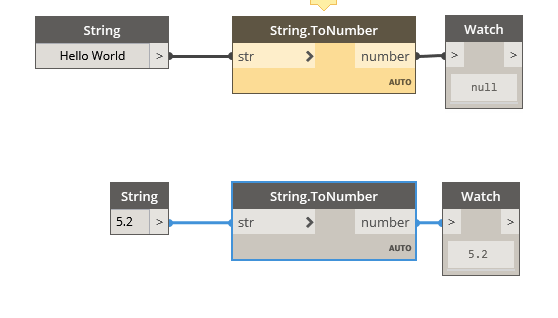 String String.ToNumber Watch
Hello World > str > number > >
AUTO
null
String String.ToNumber Watch
5.2 > str > number > >
AUTO
5.2